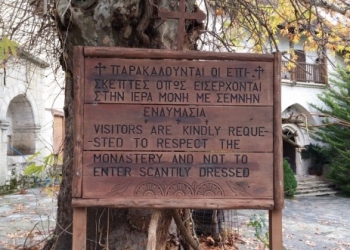 ΠΑΡΑΚΑΛΟΥΝΤΑΙ ΟΙ ΕΠΙ-
ΣΚΕΠΤΕΣ ΟΠΩΣ ΕΙΣΕΡΧΟΝΤΑΙ
ΣΤΗΝ ΙΕΡΑ ΜΟΝΗ ΜΕ ΣΕΜΝΗ
ΕΝΔΥΜΑΣΙΑ
VISITORS ARE KINDLY REQUE-
-STED TO RESPECT THE
MONASTERY AND NOT TO
ENTER SCANTILY DRESSED